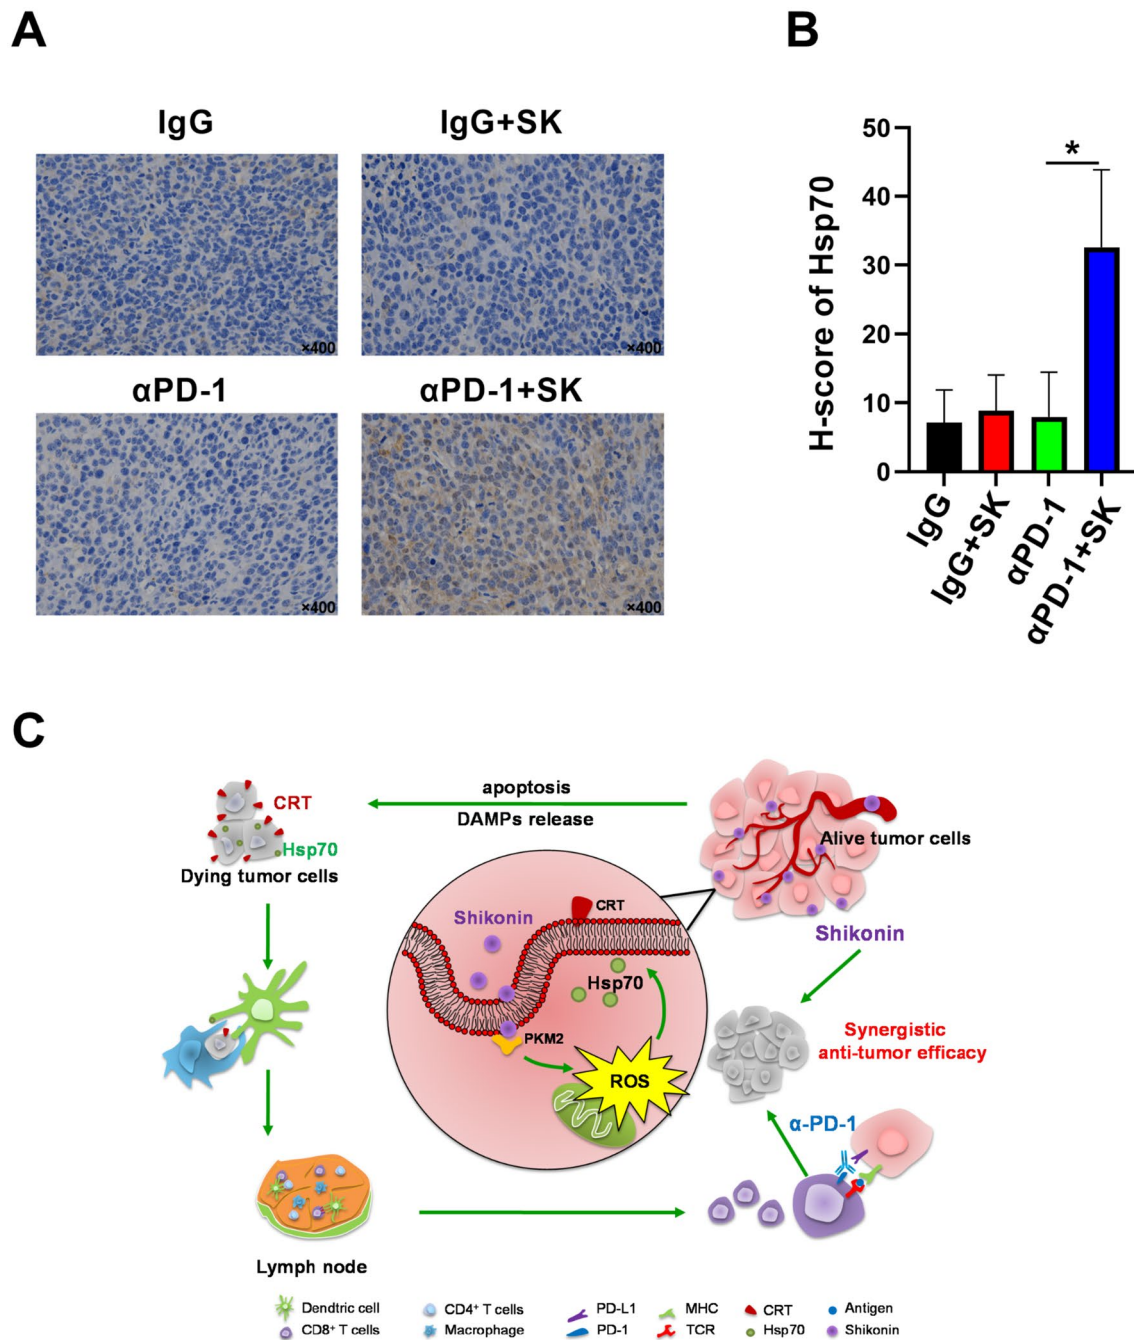 A
IgG
IgG+SK
×400
×400
αPD-1
αPD-1+SK
×400
×400
B
H-score of Hsp70
50
40
30
20
10
0
*
IgG
IgG+SK
αPD-1
αPD-1+SK
C
apoptosis
DAMPs release
CRT
Hsp70
Dying tumor cells
Alive tumor cells
Shikonin
Shikonin
CRT
Hsp70
PKM2
ROS
Synergistic
anti-tumor efficacy
α-PD-1
Lymph node
Dendtric cell
CD4⁺ T cells
PD-L1
MHC
CRT
Antigen
CD8⁺ T cells
Macrophage
PD-1
TCR
Hsp70
Shikonin